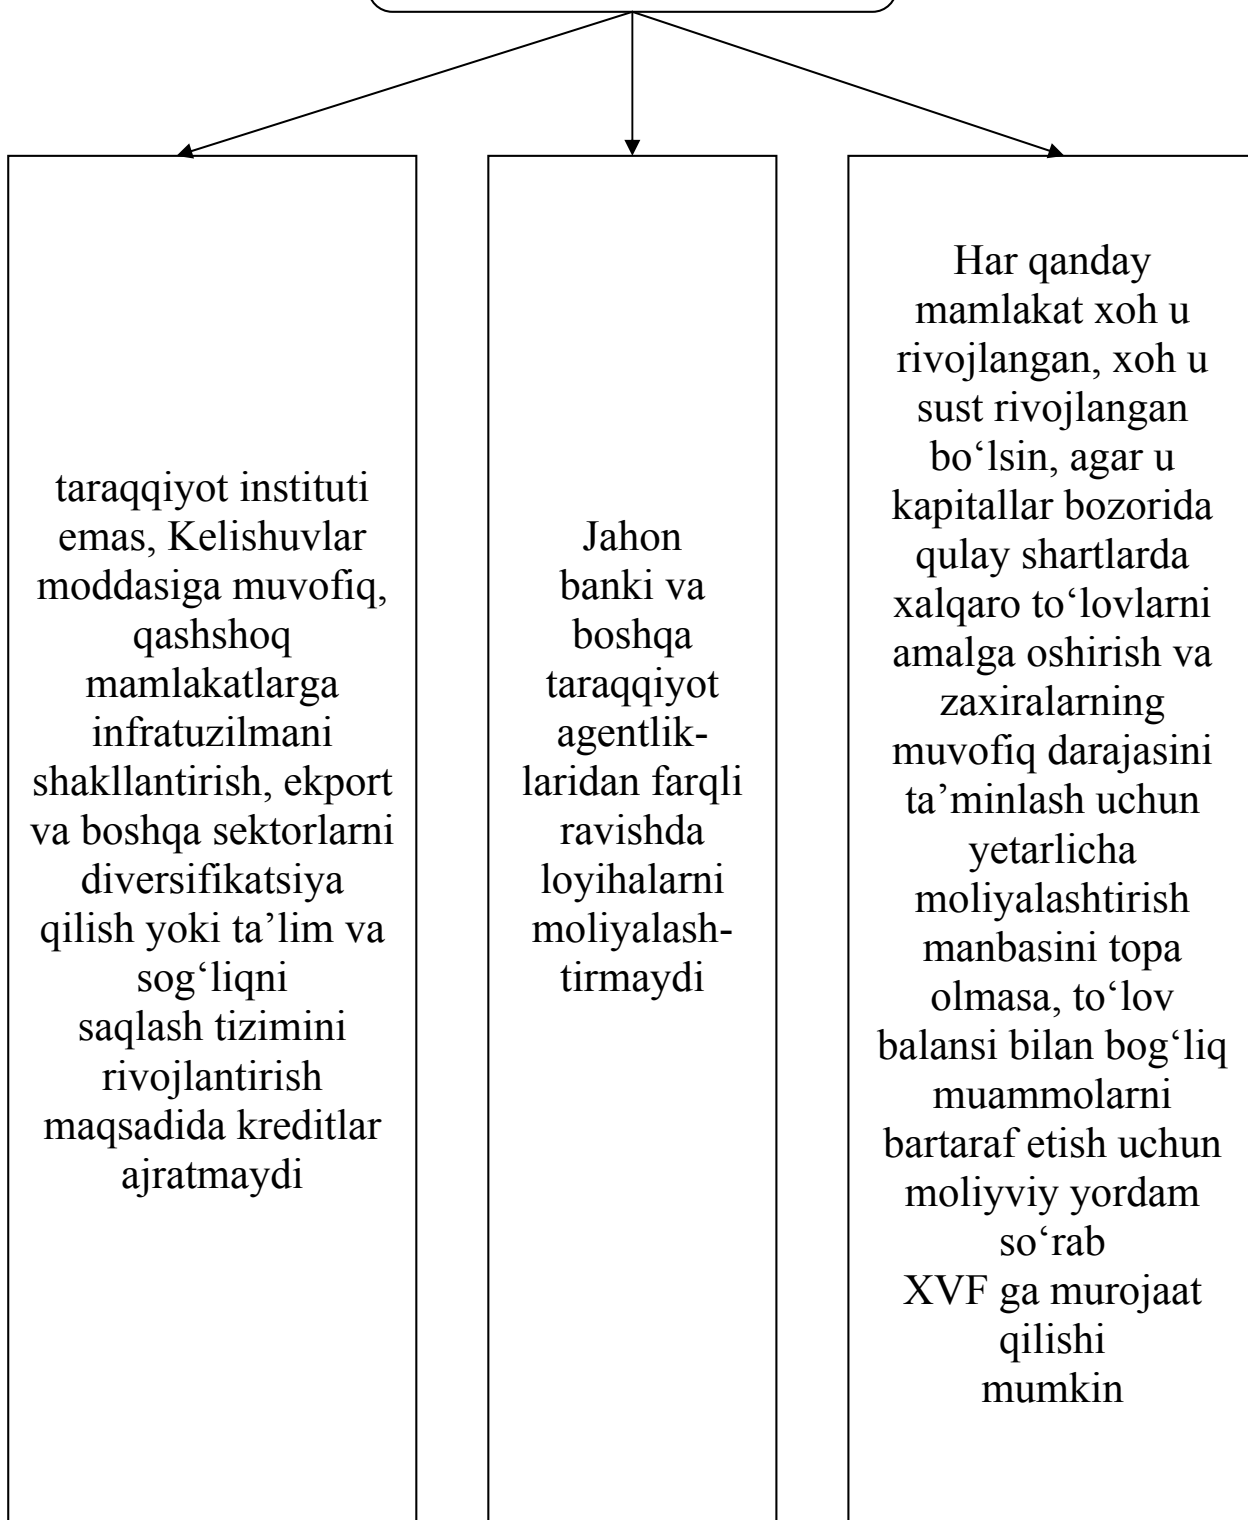 taraqqiyot instituti
emas, Kelishuvlar
moddasiga muvofiq,
qashshoq
mamlakatlarga
infratuzilmani
shakllantirish, ekport
va boshqa sektorlarni
diversifikatsiya
qilish yoki ta’lim va
sog‘liqni
saqlash tizimini
rivojlantirish
maqsadida kreditlar
ajratmaydi
Jahon
banki va
boshqa
taraqqiyot
agentlik-
laridan farqli
ravishda
loyihalarni
moliyalash-
tirmaydi
Har qanday
mamlakat xoh u
rivojlangan, xoh u
sust rivojlangan
bo‘lsin, agar u
kapitallar bozorida
qulay shartlarda
xalqaro to‘lovlarni
amalga oshirish va
zaxiralarning
muvofiq darajasini
ta’minlash uchun
yetarlicha
moliyalashtirish
manbasini topa
olmasa, to‘lov
balansi bilan bog‘liq
muammolarni
bartaraf etish uchun
moliyviy yordam
so‘rab
XVF ga murojaat
qilishi
mumkin